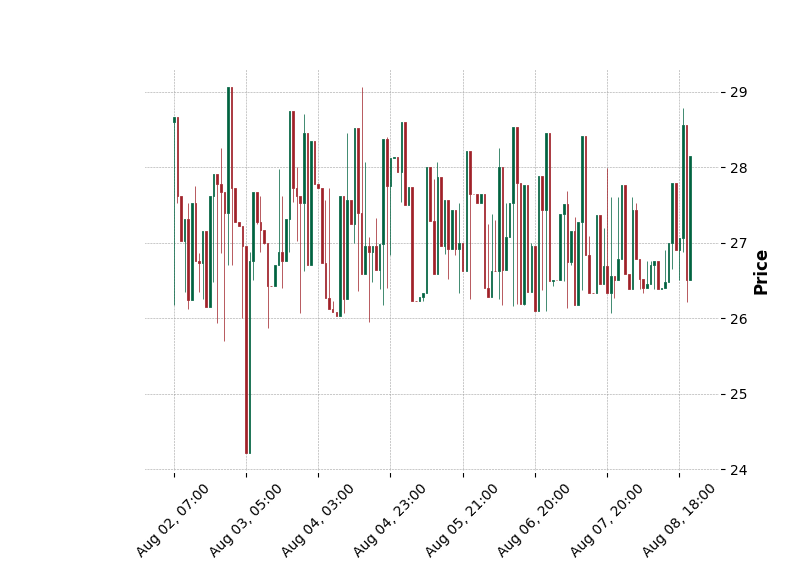 29
28
27
26
25
24
Price
Aug 02, 07:00
Aug 03, 05:00
Aug 04, 03:00
Aug 04, 23:00
Aug 05, 21:00
Aug 06, 20:00
Aug 07, 20:00
Aug 08, 18:00